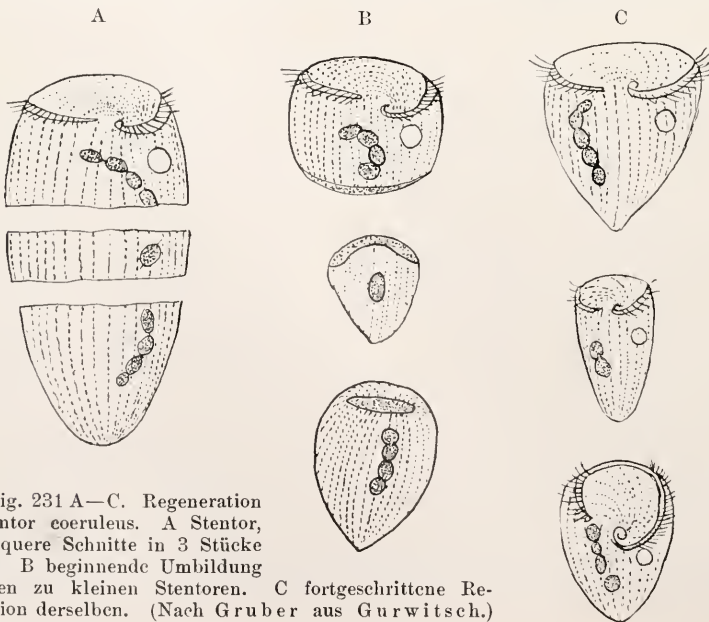 A B C
ig. 231 A—C. Regeneration
ntor coeruleus. A Stentor,
quere Schnitte in 3 Stücke
B beginnende Umbildung
en zu kleinen Stentoren. C fortgeschrittene Re-
ion derselben. (Nach Gruber aus Gurwitsch.)